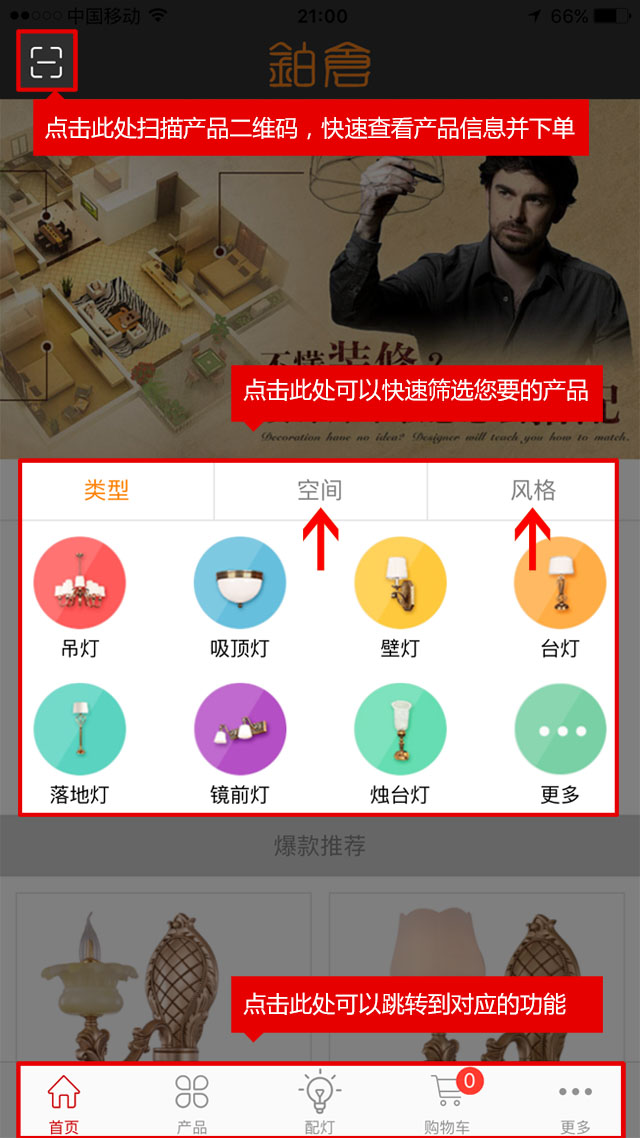 中国移动
21:00
66%
鉑倉
点击此处扫描产品二维码，快速查看产品信息并下单
不懂装修？
点击此处可以快速筛选您要的产品
配
Decoration have no idea? Designer will teach you how to match.
类型
空间
风格
吊灯
吸顶灯
壁灯
台灯
落地灯
镜前灯
烛台灯
更多
爆款推荐
点击此处可以跳转到对应的功能
0
首页
产品
配灯
购物车
更多